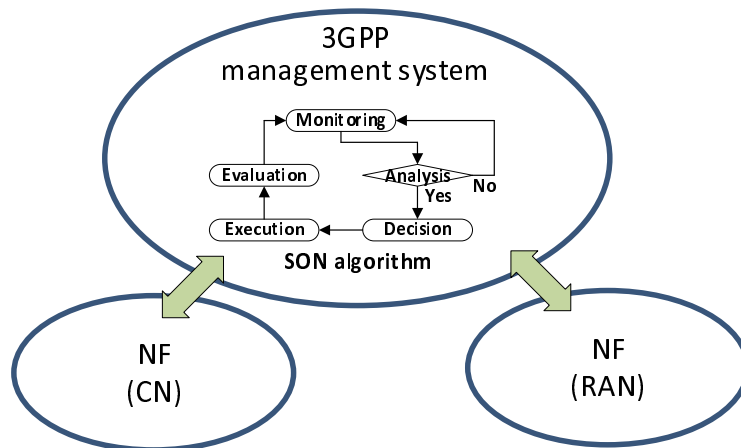 3GPP
management system
Monitoring
Evaluation
Analysis
No
Yes
Execution
Decision
SON algorithm
NF
(CN)
NF
(RAN)